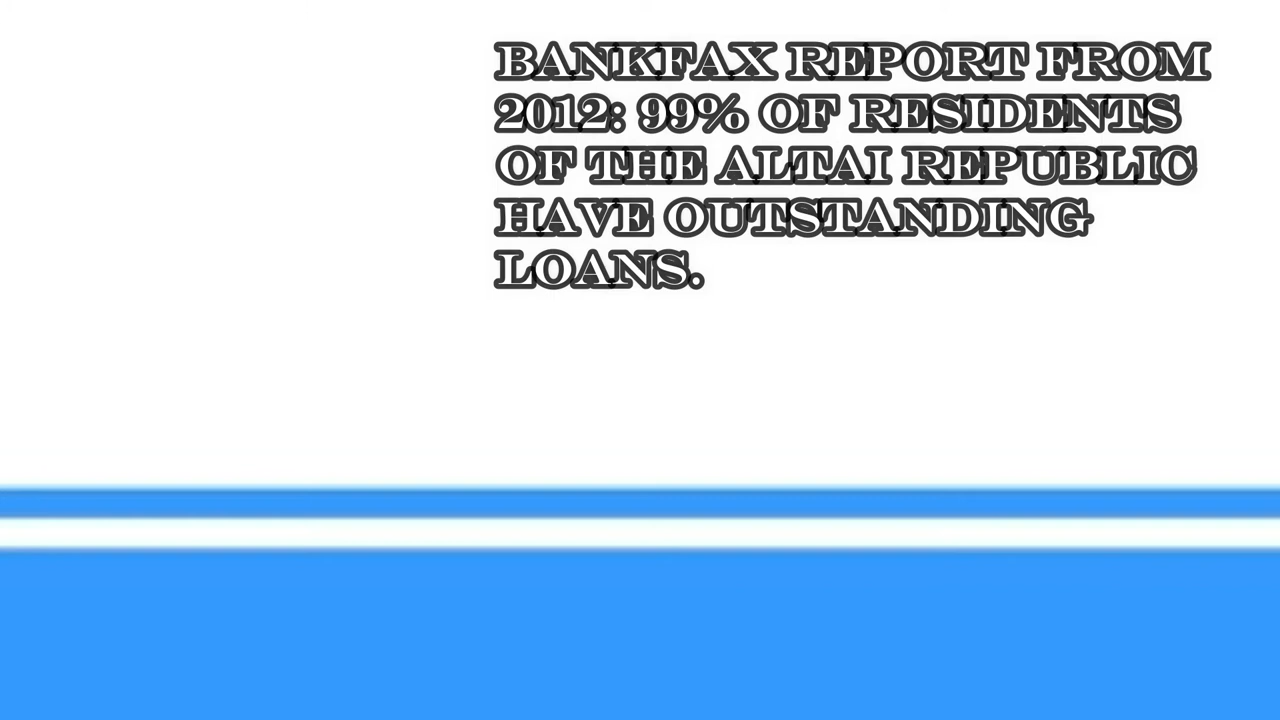 BANKFAX REPORT FROM
2012: 99% OF RESIDENTS
OF THE ALTAI REPUBLIC
HAVE OUTSTANDING
LOANS.